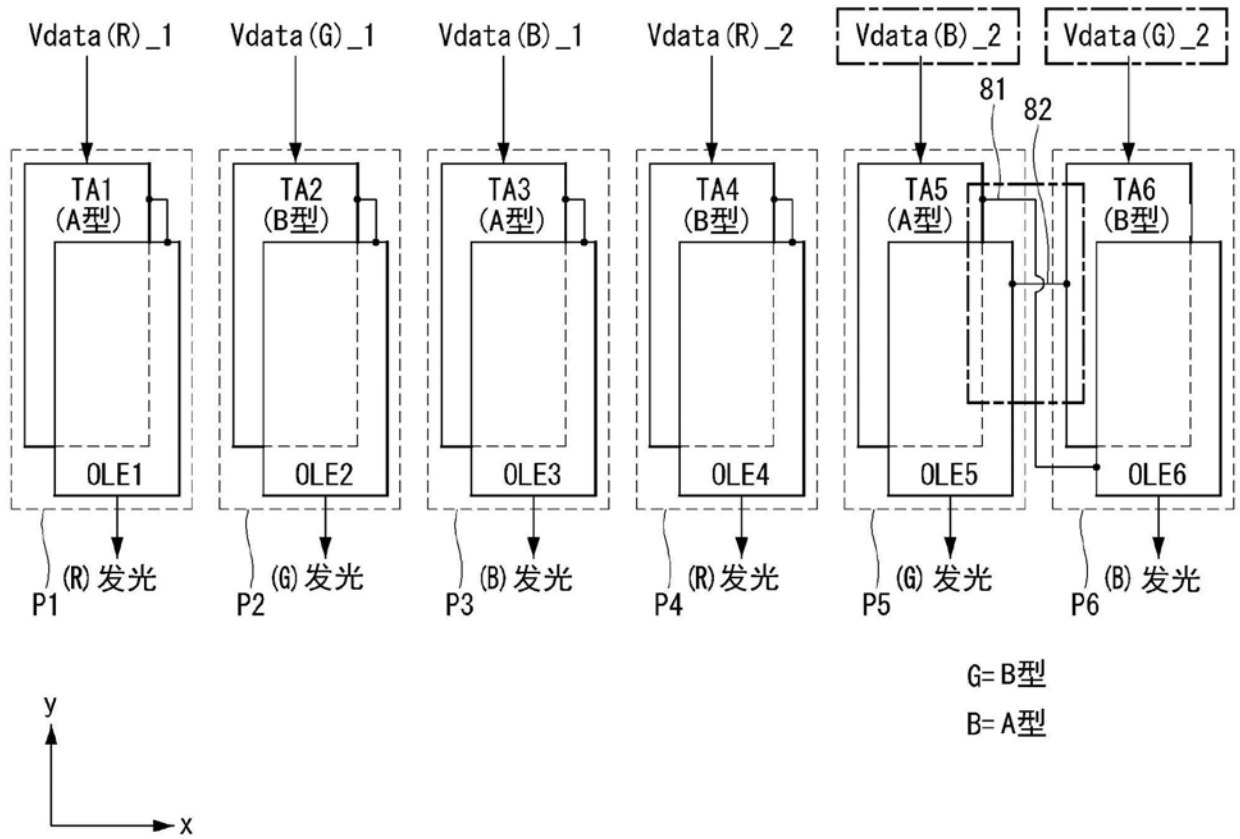 Vdata(R)_1 Vdata(G)_1 Vdata(B)_1 Vdata(R)_2 Vdata(B)_2 Vdata(G)_2
81 82
TA1 TA2 TA3 TA4 TA5 TA6
(A型) (B型) (A型) (B型) (A型) (B型)
OLE1 OLE2 OLE3 OLE4 OLE5 OLE6
(R)发光 (G)发光 (B)发光 (R)发光 (G)发光 (B)发光
P1 P2 P3 P4 P5 P6
G=B型
B=A型
y
x